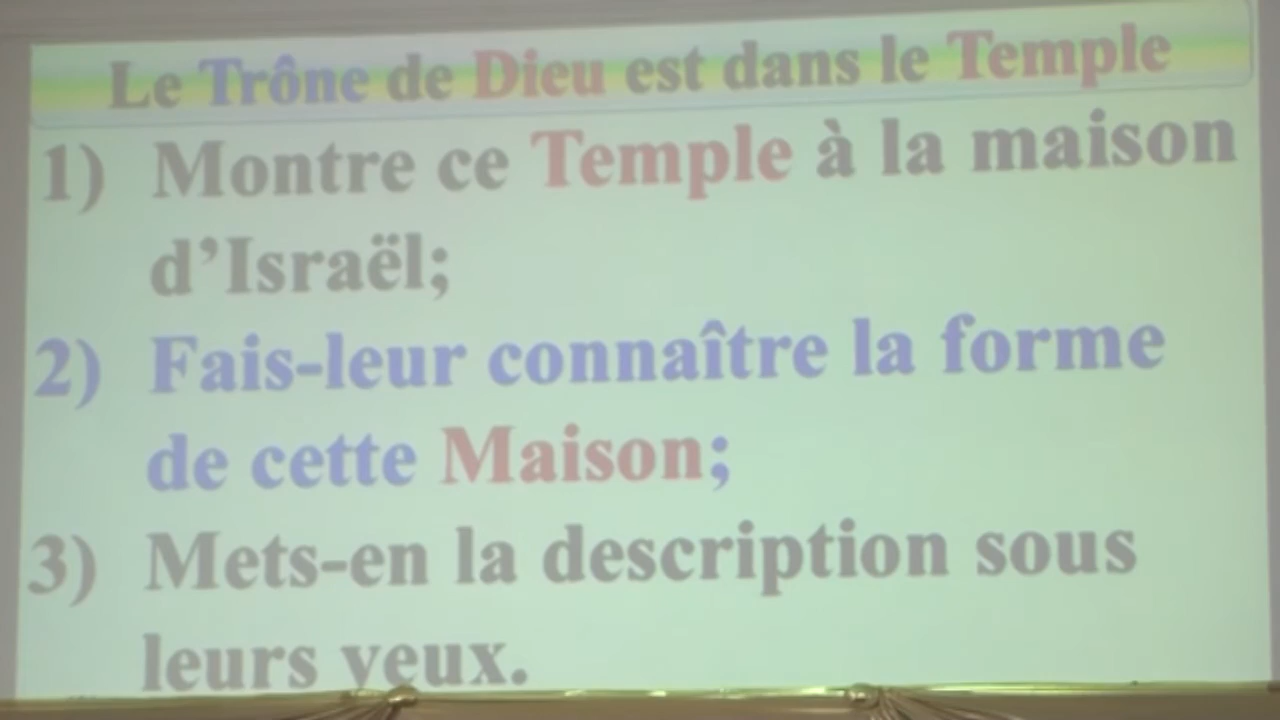 Le Trône de Dieu est dans le Temple
1) Montre ce Temple à la maison
d’Israël;
2) Fais-leur connaître la forme
de cette Maison;
3) Mets-en la description sous
leurs yeux.